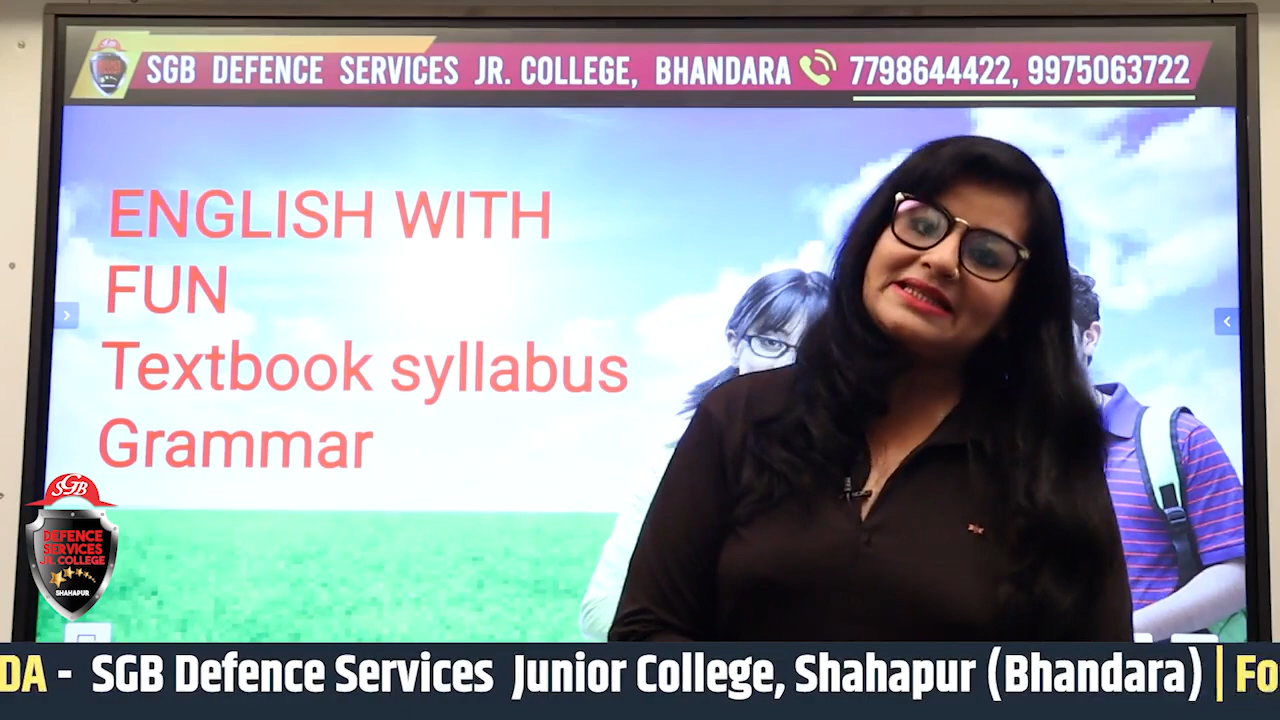 SGB DEFENCE SERVICES JR. COLLEGE, BHANDARA 7798644422, 9975063722
ENGLISH WITH
FUN
Textbook syllabus
Grammar
SGB
DEFENCE
SERVICES
JR. COLLEGE
SHAHAPUR
DA - SGB Defence Services Junior College, Shahapur (Bhandara) | Fo